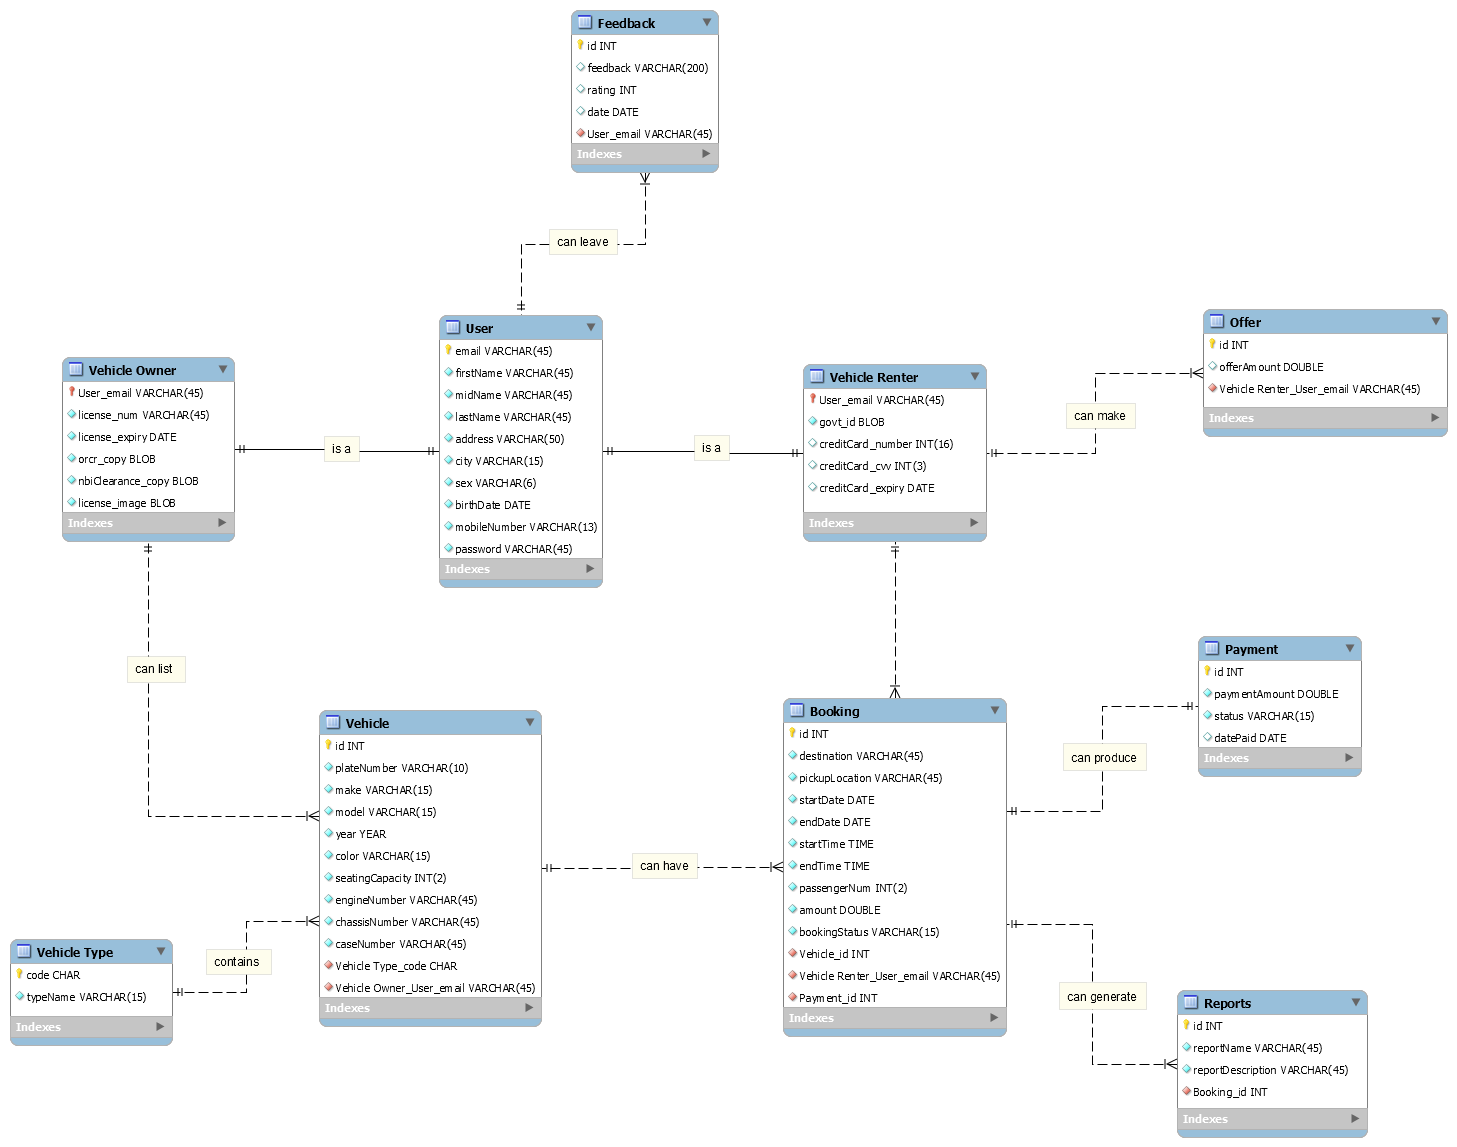 Feedback
id INT
feedback VARCHAR(200)
rating INT
date DATE
User_email VARCHAR(45)
Indexes
can leave
User
email VARCHAR(45)
firstName VARCHAR(45)
midName VARCHAR(45)
lastName VARCHAR(45)
address VARCHAR(50)
city VARCHAR(15)
sex VARCHAR(6)
birthDate DATE
mobileNumber VARCHAR(13)
password VARCHAR(45)
Indexes
Vehicle Owner
User_email VARCHAR(45)
license_num VARCHAR(45)
license_expiry DATE
orcr_copy BLOB
nbiClearance_copy BLOB
license_image BLOB
Indexes
is a
is a
Vehicle Renter
User_email VARCHAR(45)
govt_id BLOB
creditCard_number INT(16)
creditCard_cvv INT(3)
creditCard_expiry DATE
Indexes
can make
Offer
id INT
offerAmount DOUBLE
Vehicle Renter_User_email VARCHAR(45)
Indexes
can list
Vehicle
id INT
plateNumber VARCHAR(10)
make VARCHAR(15)
model VARCHAR(15)
year YEAR
color VARCHAR(15)
seatingCapacity INT(2)
engineNumber VARCHAR(45)
chassisNumber VARCHAR(45)
caseNumber VARCHAR(45)
Vehicle Type_code CHAR
Vehicle Owner_User_email VARCHAR(45)
Indexes
can have
Booking
id INT
destination VARCHAR(45)
pickupLocation VARCHAR(45)
startDate DATE
endDate DATE
startTime TIME
endTime TIME
passengerNum INT(2)
amount DOUBLE
bookingStatus VARCHAR(15)
Vehicle_id INT
Vehicle Renter_User_email VARCHAR(45)
Payment_id INT
Indexes
can produce
Payment
id INT
paymentAmount DOUBLE
status VARCHAR(15)
datePaid DATE
Indexes
Vehicle Type
code CHAR
typeName VARCHAR(15)
Indexes
contains
can generate
Reports
id INT
reportName VARCHAR(45)
reportDescription VARCHAR(45)
Booking_id INT
Indexes